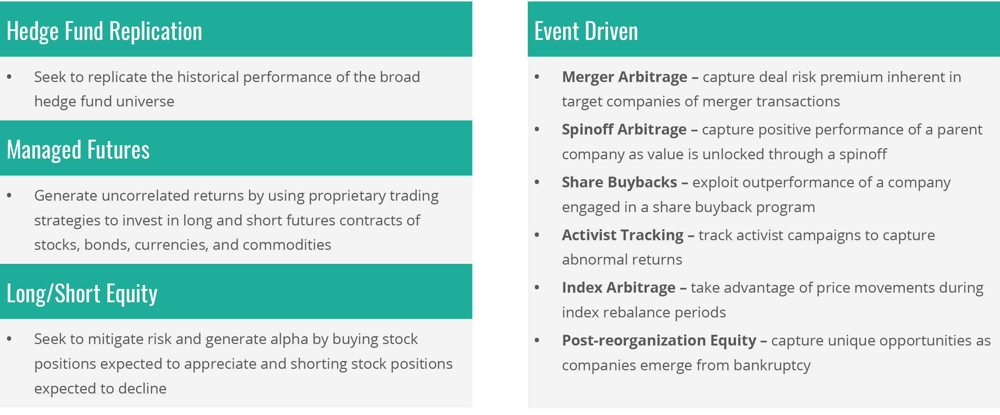 Hedge Fund Replication
• Seek to replicate the historical performance of the broad
hedge fund universe
Managed Futures
• Generate uncorrelated returns by using proprietary trading
strategies to invest in long and short futures contracts of
stocks, bonds, currencies, and commodities
Long/Short Equity
• Seek to mitigate risk and generate alpha by buying stock
positions expected to appreciate and shorting stock positions
expected to decline
Event Driven
• Merger Arbitrage – capture deal risk premium inherent in
target companies of merger transactions
• Spinoff Arbitrage – capture positive performance of a parent
company as value is unlocked through a spinoff
• Share Buybacks – exploit outperformance of a company
engaged in a share buyback program
• Activist Tracking – track activist campaigns to capture
abnormal returns
• Index Arbitrage – take advantage of price movements during
index rebalance periods
• Post-reorganization Equity – capture unique opportunities as
companies emerge from bankruptcy